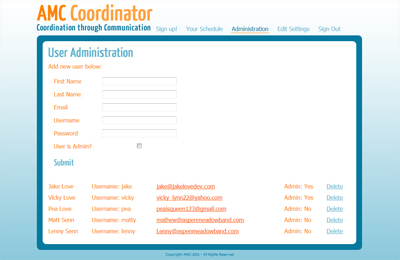 AMC Coordinator
Coordination through Communication
Sign up! Your Schedule Administration Edit Settings Sign Out
User Administration
Add new user below:
First Name
Last Name
Email
Username
Password
User is Admin?
Submit
Jake Love Username: jake Jake@jakelovedev.com Admin: Yes Delete
Vicky Love Username: vicky vicky_lynn22@yahoo.com Admin: Yes Delete
Pea Love Username: pea peaisqueen123@gmail.com Admin: No Delete
Matt Senn Username: matty mathew@aspenmeadowband.com Admin: No Delete
Lenny Senn Username: lenny Lenny@aspenmeadowband.com Admin: No Delete
Copyright AMC 2011 - All Rights Reserved